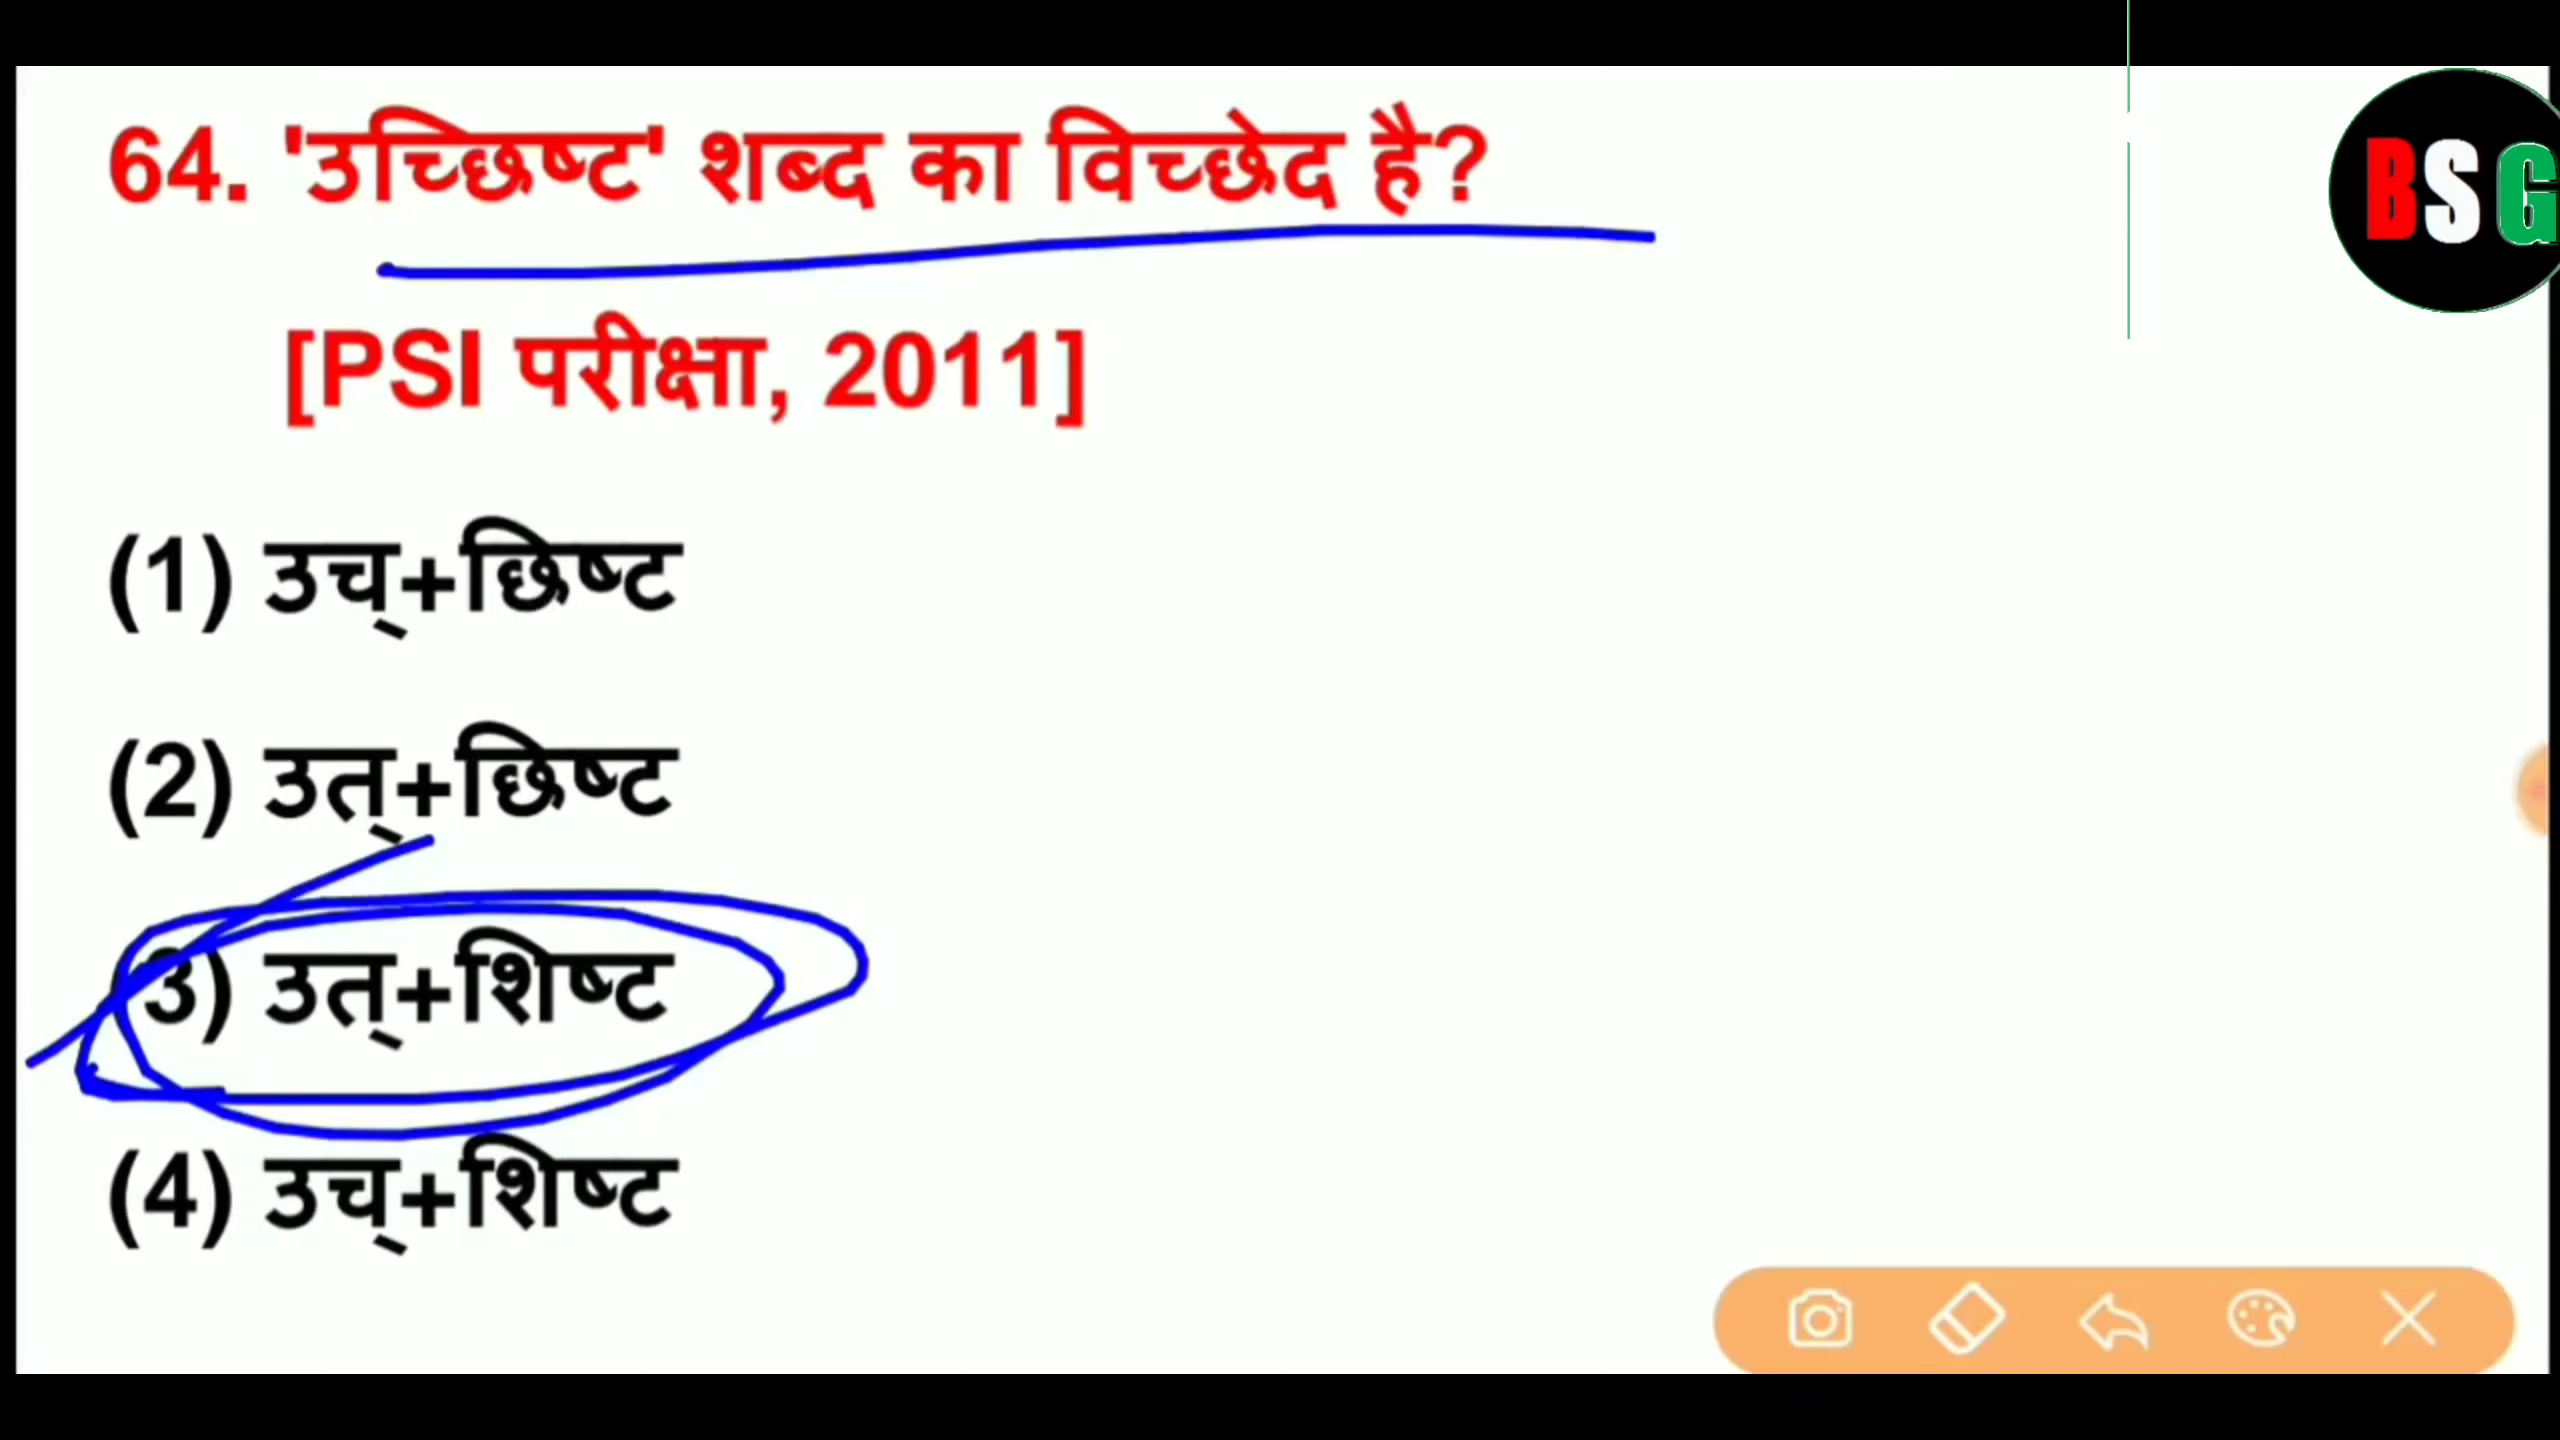 64. 'उच्छिष्ट' शब्द का विच्छेद है?
BSG
[PSI परीक्षा, 2011]
(1) उच्+छिष्ट
(2) उत्+छिष्ट
(3) उत्+शिष्ट
(4) उच्+शिष्ट